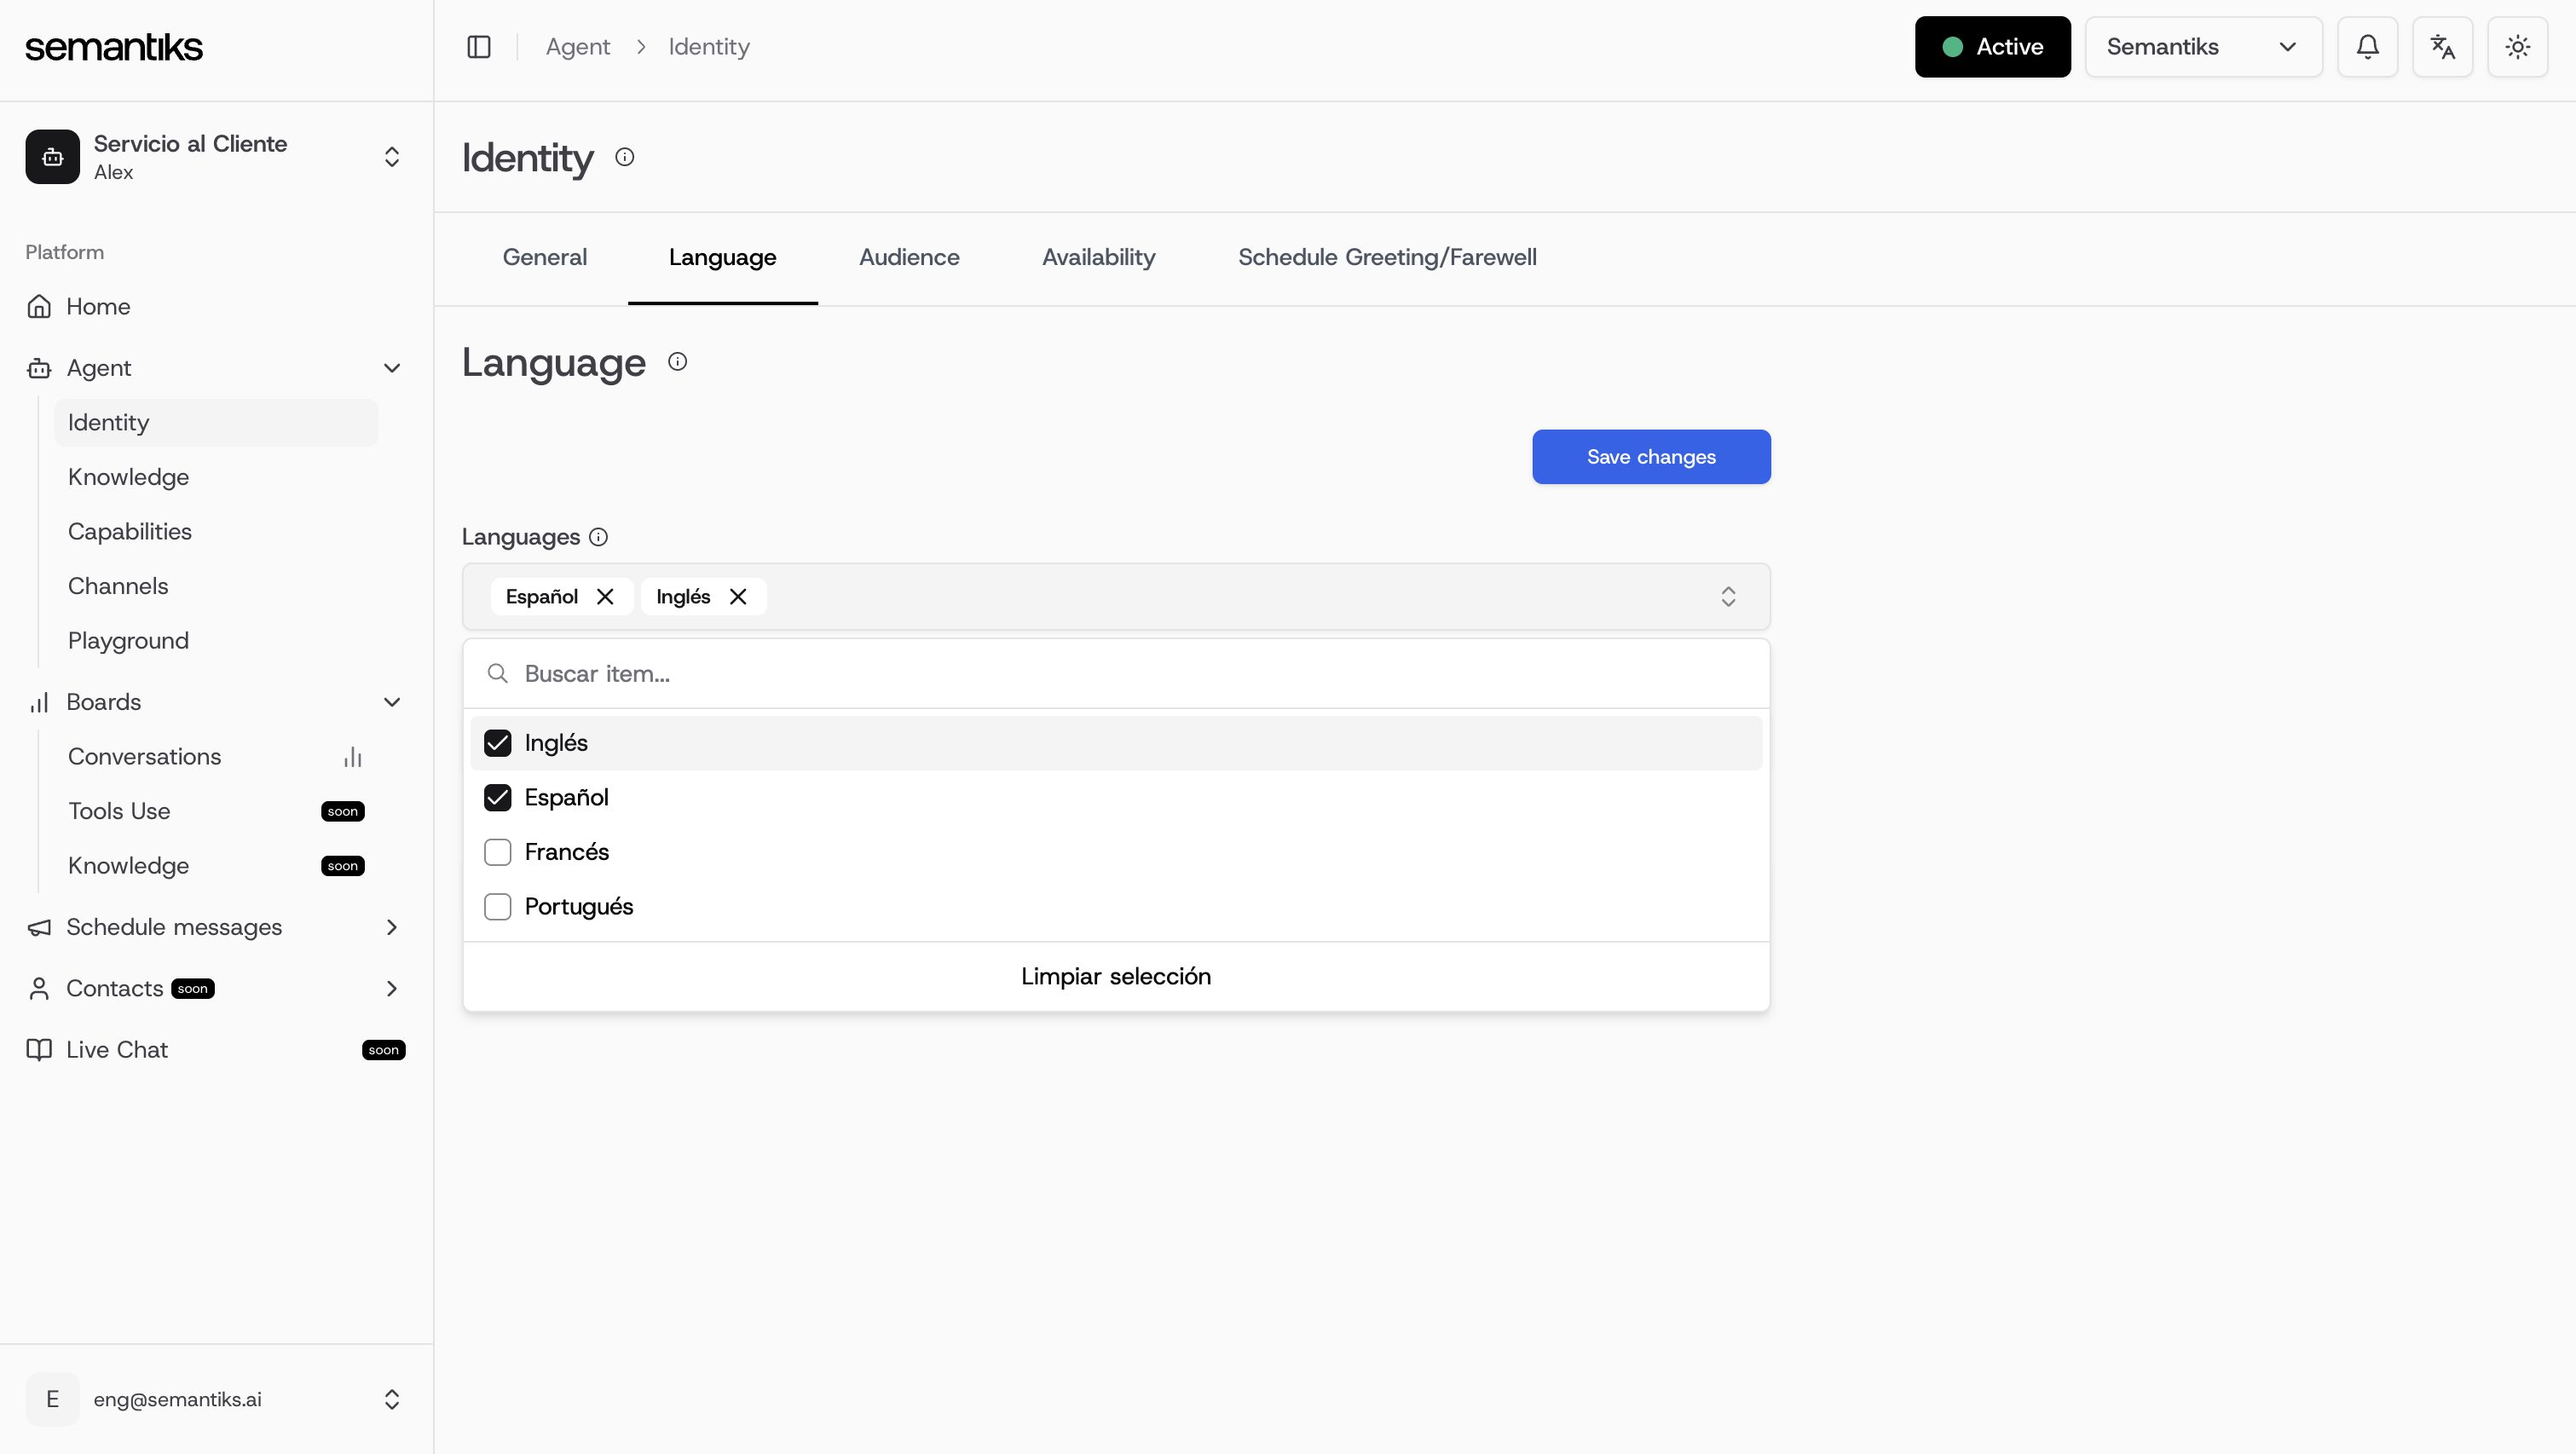 semantiks
Agent
Identity
Active
Semantiks
Servicio al Cliente
Alex
Platform
Home
Agent
Identity
Knowledge
Capabilities
Channels
Playground
Boards
Conversations
Tools Use soon
Knowledge soon
Schedule messages
Contacts soon
Live Chat soon
E
eng@semantiks.ai
Identity
General
Language
Audience
Availability
Schedule Greeting/Farewell
Language
Save changes
Languages
Español
Inglés
Buscar item...
Inglés
Español
Francés
Portugués
Limpiar selección